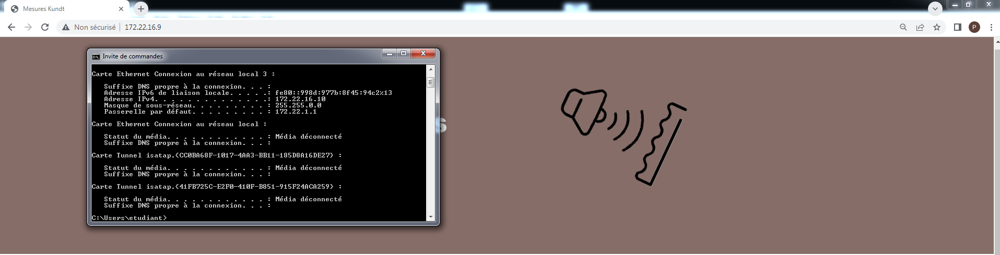 Mesures Kundt
Non sécurisé 172.22.16.9
P
Invite de commandes
Carte Ethernet Connexion au réseau local 3 :
Suffixe DNS propre à la connexion. . . :
Adresse IPv6 de liaison locale. . . . .: fe80::998d:977b:8f45:94c2%13
Adresse IPv4. . . . . . . . . . . . . .: 172.22.16.10
Masque de sous-réseau. . . . . . . . . : 255.255.0.0
Passerelle par défaut. . . . . . . . . : 172.22.1.1
Carte Ethernet Connexion au réseau local :
Statut du média. . . . . . . . . . . . : Média déconnecté
Suffixe DNS propre à la connexion. . . :
Carte Tunnel isatap.{CC0BA68F-1017-4AA3-BB11-185D8A16DE27} :
Statut du média. . . . . . . . . . . . : Média déconnecté
Suffixe DNS propre à la connexion. . . :
Carte Tunnel isatap.{41FB725C-E2F0-410F-B851-915F24ACA259} :
Statut du média. . . . . . . . . . . . : Média déconnecté
Suffixe DNS propre à la connexion. . . :
C:\Users\etudiant>